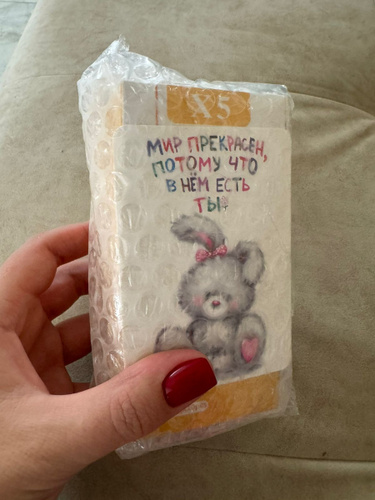 X5
МИР ПРЕКРАСЕН,
ПОТОМУ ЧТО
В НЁМ ЕСТЬ
ТЫ